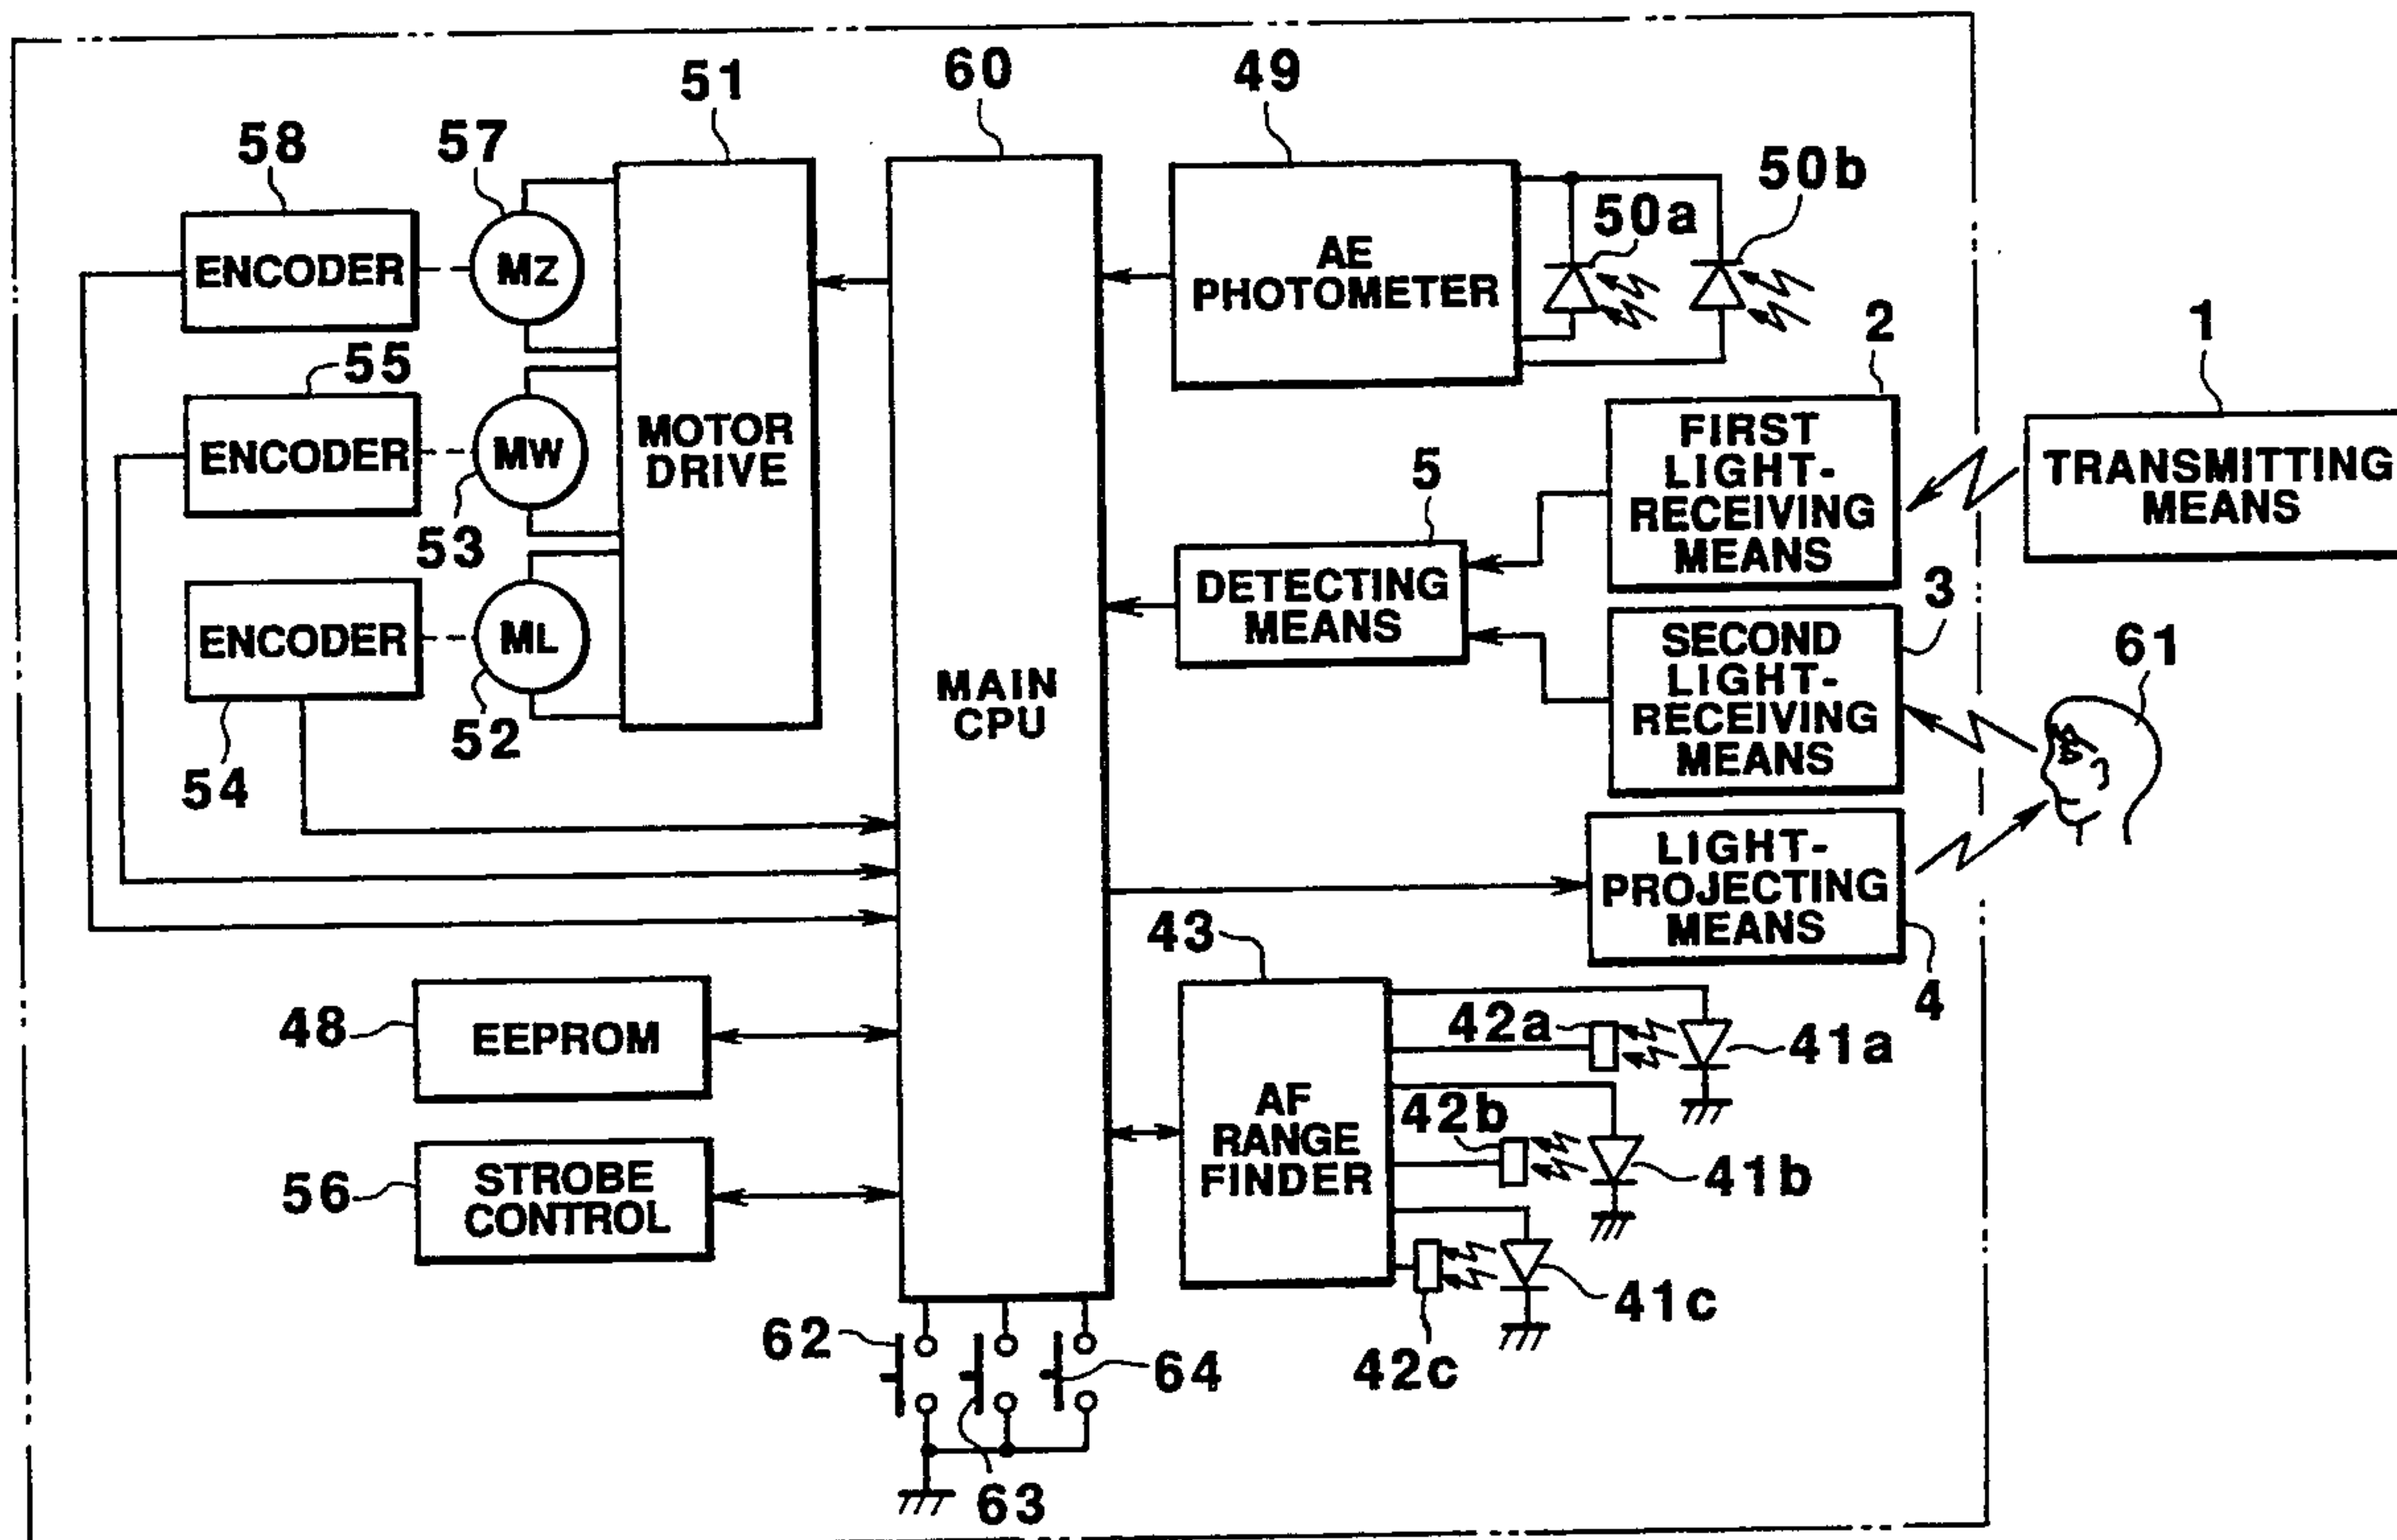 51
60
49
58
57
50b
50a
ENCODER
MZ
AE
PHOTOMETER
2
1
55
ENCODER
MW
MOTOR
DRIVE
FIRST
LIGHT-
RECEIVING
MEANS
TRANSMITTING
MEANS
5
53
DETECTING
MEANS
3
ENCODER
ML
SECOND
LIGHT-
RECEIVING
MEANS
61
MAIN
CPU
52
54
LIGHT-
PROJECTING
MEANS
43
4
48
EEPROM
42a
41a
AF
RANGE
FINDER
42b
41b
56
STROBE
CONTROL
41c
62
64
42c
63